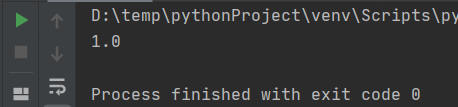 D:\temp\pythonProject\venv\Scripts\py
1.0
Process finished with exit code 0